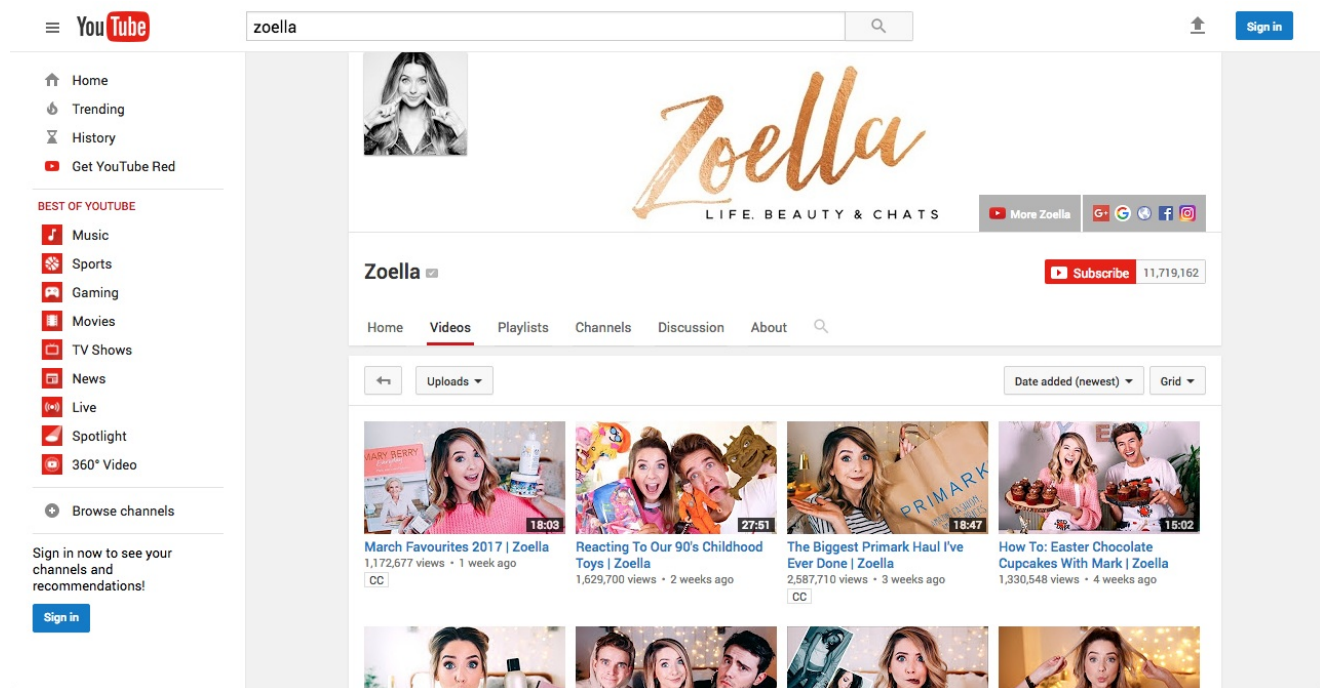 YouTube
zoella
Sign in
Home
Trending
History
Get YouTube Red
BEST OF YOUTUBE
Music
Sports
Gaming
Movies
TV Shows
News
Live
Spotlight
360° Video
Browse channels
Sign in now to see your
channels and
recommendations!
Sign in
Zoella
LIFE. BEAUTY & CHATS
More Zoella
G+ G f
Zoella
Subscribe 11,719,162
Home Videos Playlists Channels Discussion About
Uploads Date added (newest) Grid
MARY BERRY
18:03
27:51
PRIMARK
18:47
15:02
March Favourites 2017 | Zoella
1,172,677 views • 1 week ago
CC
Reacting To Our 90's Childhood
Toys | Zoella
1,629,700 views • 2 weeks ago
The Biggest Primark Haul I've
Ever Done | Zoella
2,587,710 views • 3 weeks ago
CC
How To: Easter Chocolate
Cupcakes With Mark | Zoella
1,330,548 views • 4 weeks ago